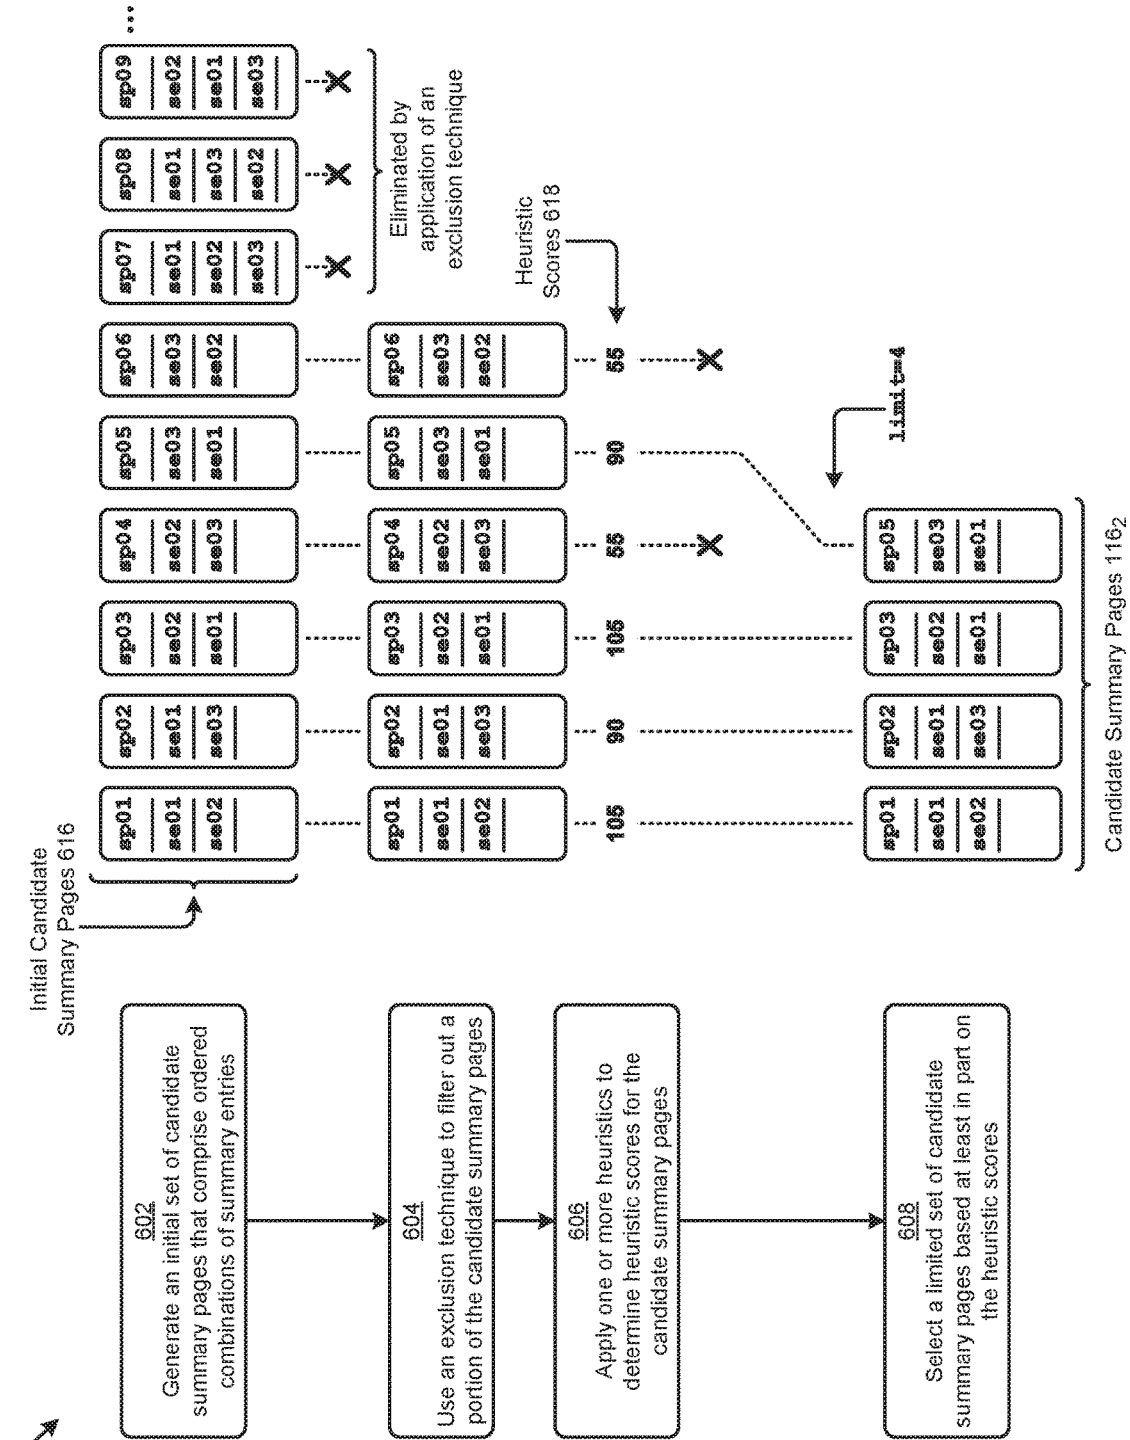 602
Generate an initial set of candidate
summary pages that comprise ordered
combinations of summary entries
604
Use an exclusion technique to filter out a
portion of the candidate summary pages
606
Apply one or more heuristics to
determine heuristic scores for the
candidate summary pages
608
Select a limited set of candidate
summary pages based at least in part on
the heuristic scores
Initial Candidate
Summary Pages 616
sp01
se01
se02
sp02
se01
se03
sp03
se02
se01
sp04
se02
se03
sp05
se03
se01
sp06
se03
se02
sp07
se01
se02
se03
sp08
se01
se03
se02
sp09
se02
se01
se03
...
Eliminated by
application of an
exclusion technique
sp01
se01
se02
sp02
se01
se03
sp03
se02
se01
sp04
se02
se03
sp05
se03
se01
sp06
se03
se02
Heuristic
Scores 618
105
90
105
55
90
55
limit=4
sp01
se01
se02
sp02
se01
se03
sp03
se02
se01
sp05
se03
se01
Candidate Summary Pages 116₂